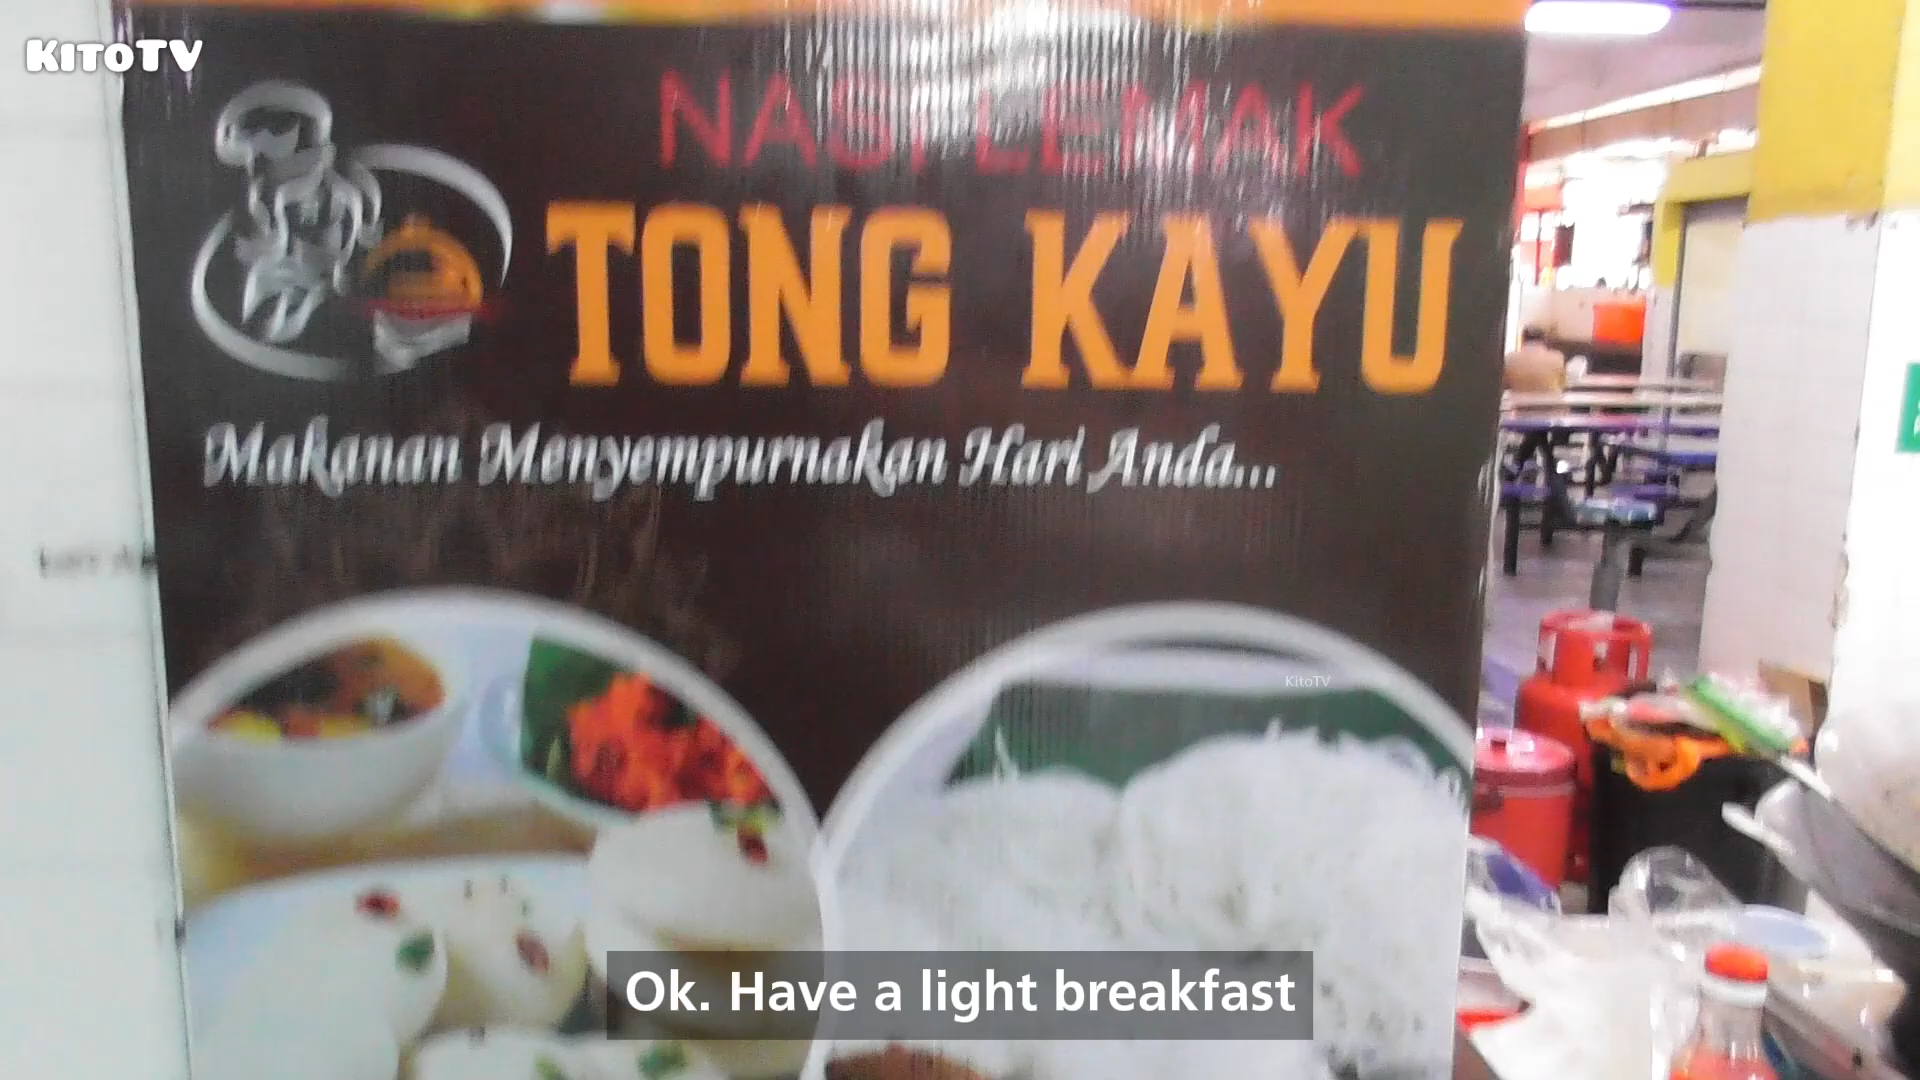 KITOTV
NASI LEMAK
TONG KAYU
Makanan Menyempurnakan Hari Anda...
KitoTV
Ok. Have a light breakfast